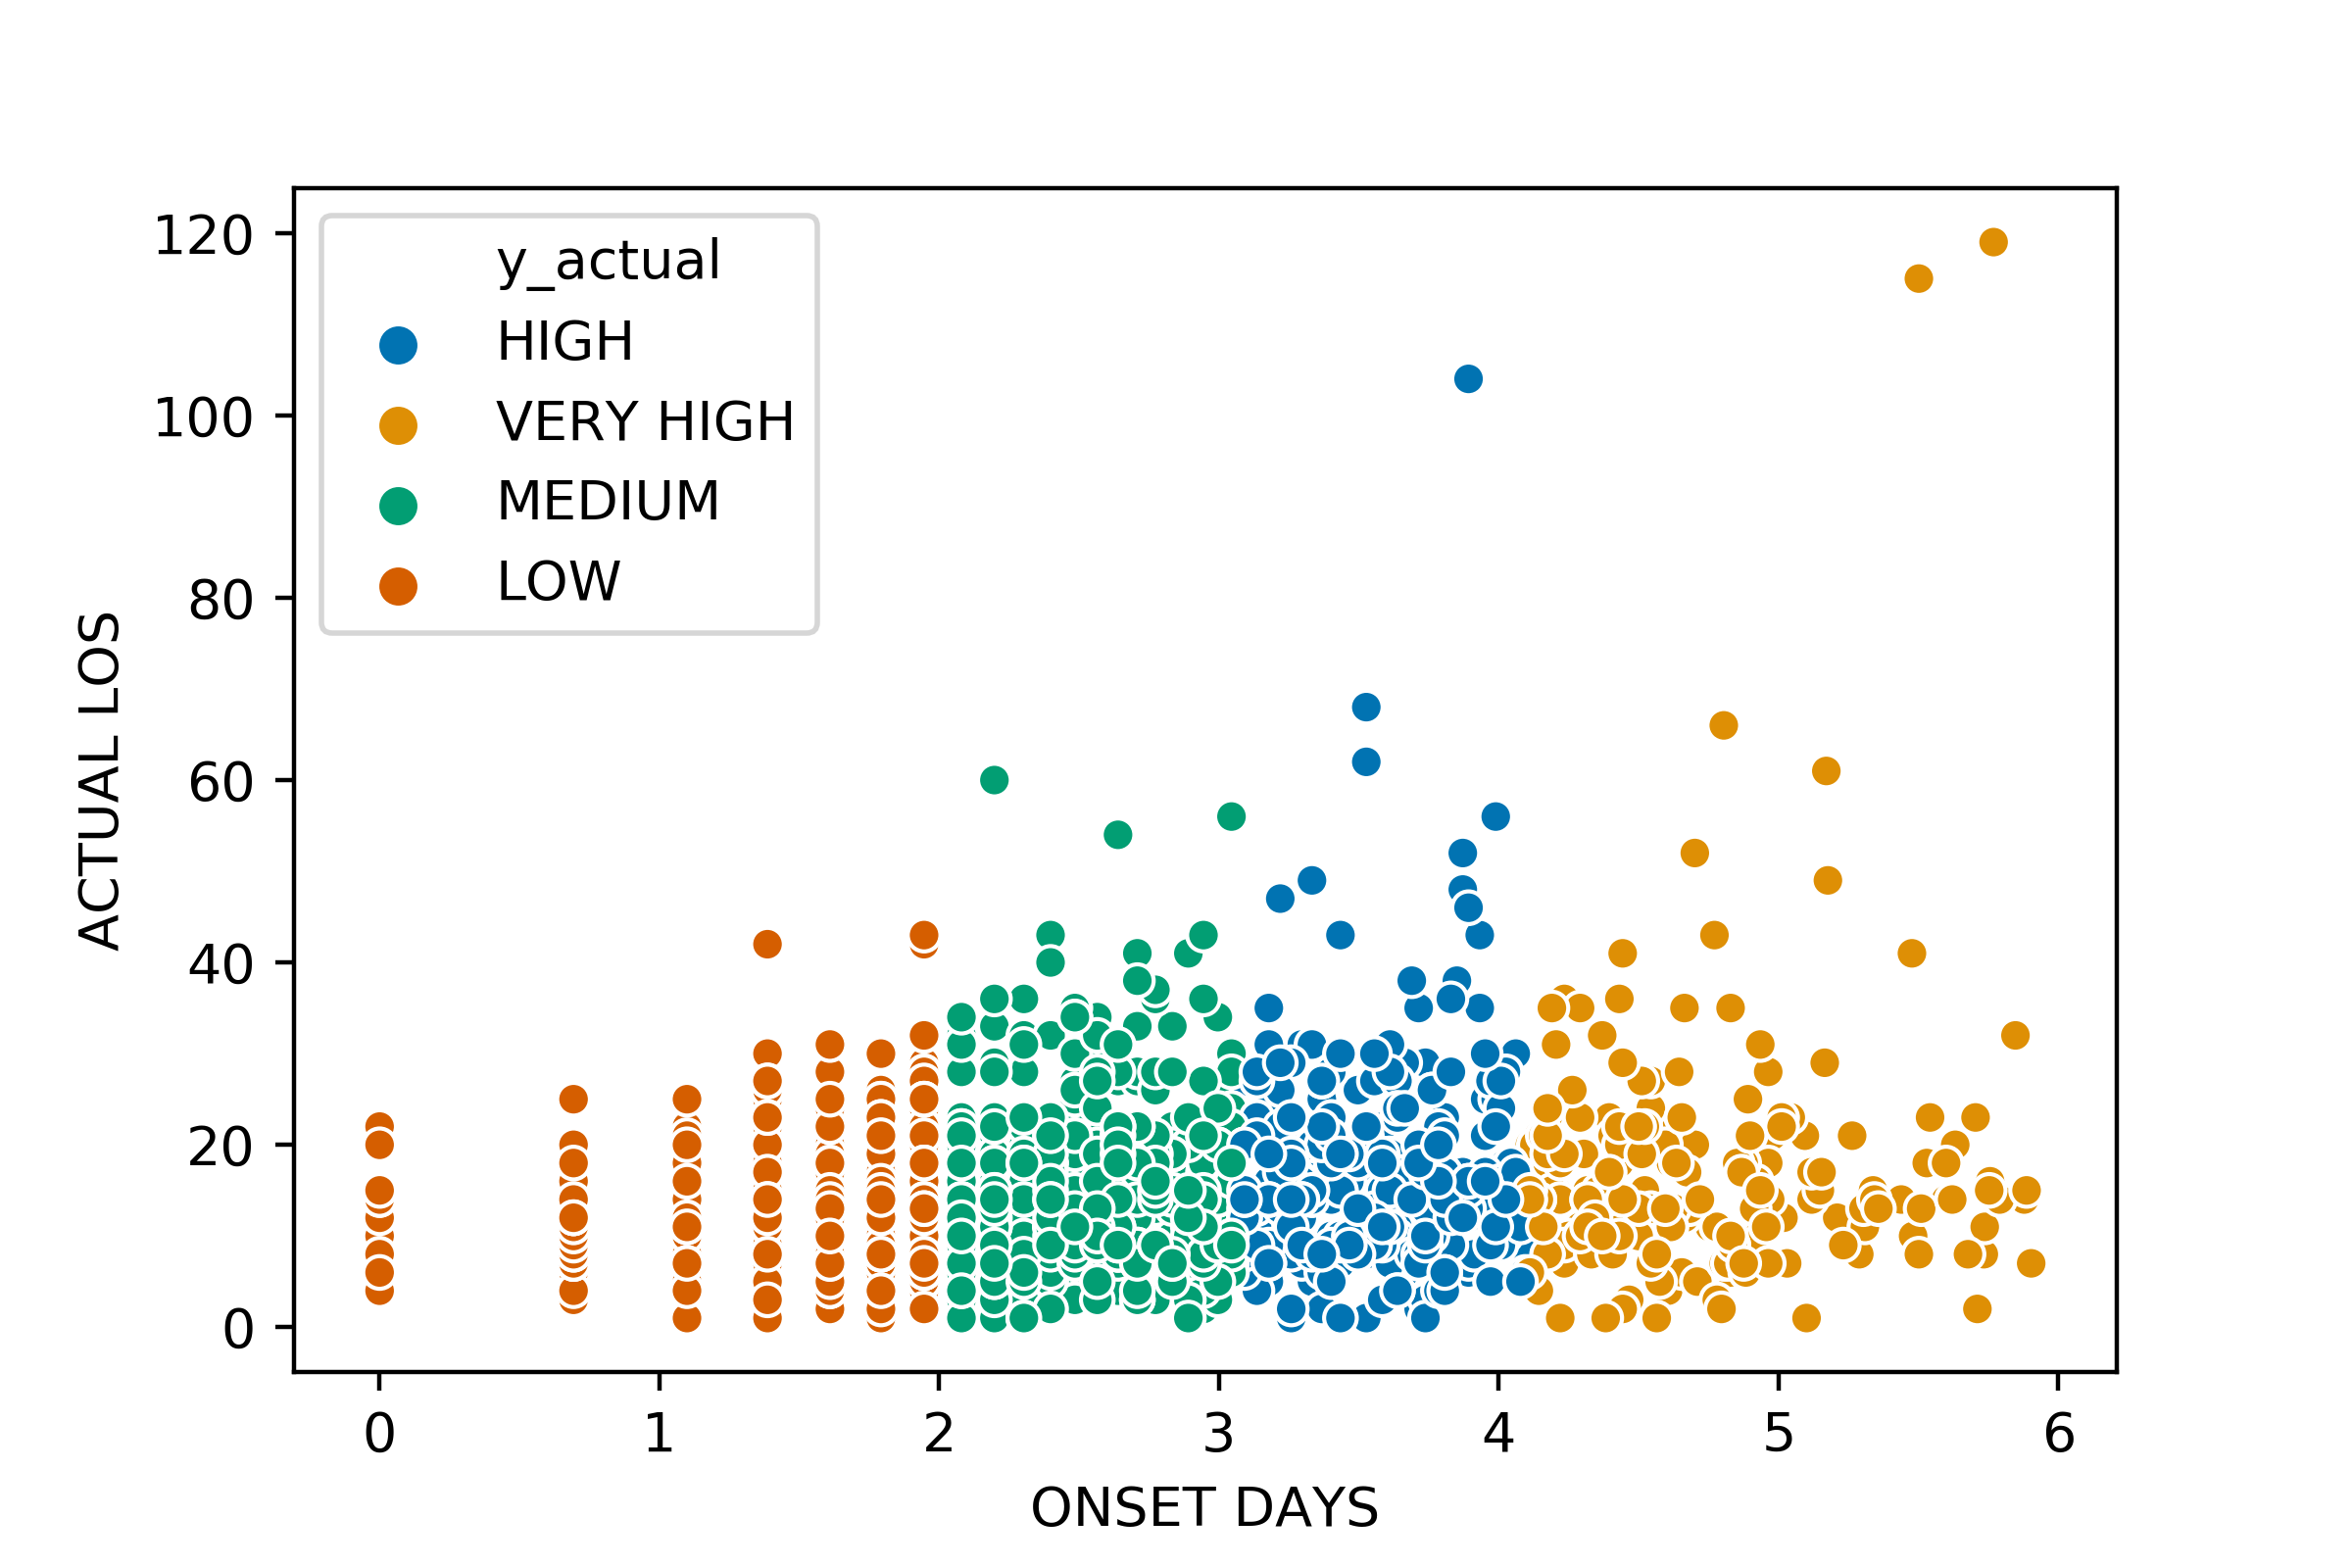 y_actual
HIGH
VERY HIGH
MEDIUM
LOW
120
100
80
60
40
20
0
ACTUAL LOS
0 1 2 3 4 5 6
ONSET DAYS